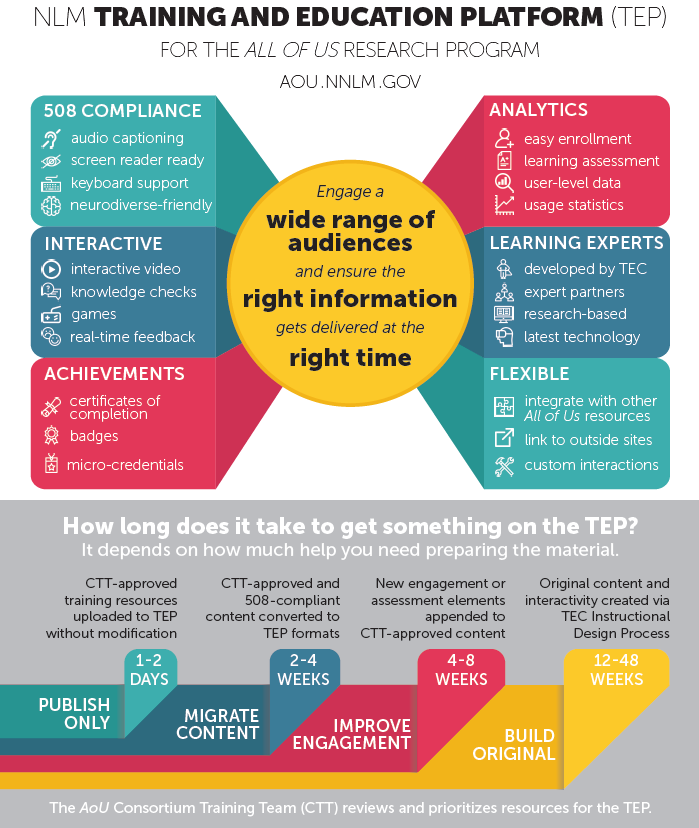 NLM TRAINING AND EDUCATION PLATFORM (TEP)
FOR THE ALL OF US RESEARCH PROGRAM
AOU.NNLM.GOV
508 COMPLIANCE
audio captioning
screen reader ready
keyboard support
neurodiverse-friendly
INTERACTIVE
interactive video
knowledge checks
games
real-time feedback
ACHIEVEMENTS
certificates of
completion
badges
micro-credentials
Engage a
wide range of
audiences
and ensure the
right information
gets delivered at the
right time
ANALYTICS
easy enrollment
learning assessment
user-level data
usage statistics
LEARNING EXPERTS
developed by TEC
expert partners
research-based
latest technology
FLEXIBLE
integrate with other
All of Us resources
link to outside sites
custom interactions
How long does it take to get something on the TEP?
It depends on how much help you need preparing the material.
CTT-approved
training resources
uploaded to TEP
without modification
1-2
DAYS
PUBLISH
ONLY
CTT-approved and
508-compliant
content converted to
TEP formats
2-4
WEEKS
MIGRATE
CONTENT
New engagement or
assessment elements
appended to
CTT-approved content
4-8
WEEKS
IMPROVE
ENGAGEMENT
Original content and
interactivity created via
TEC Instructional
Design Process
12-48
WEEKS
BUILD
ORIGINAL
The AoU Consortium Training Team (CTT) reviews and prioritizes resources for the TEP.